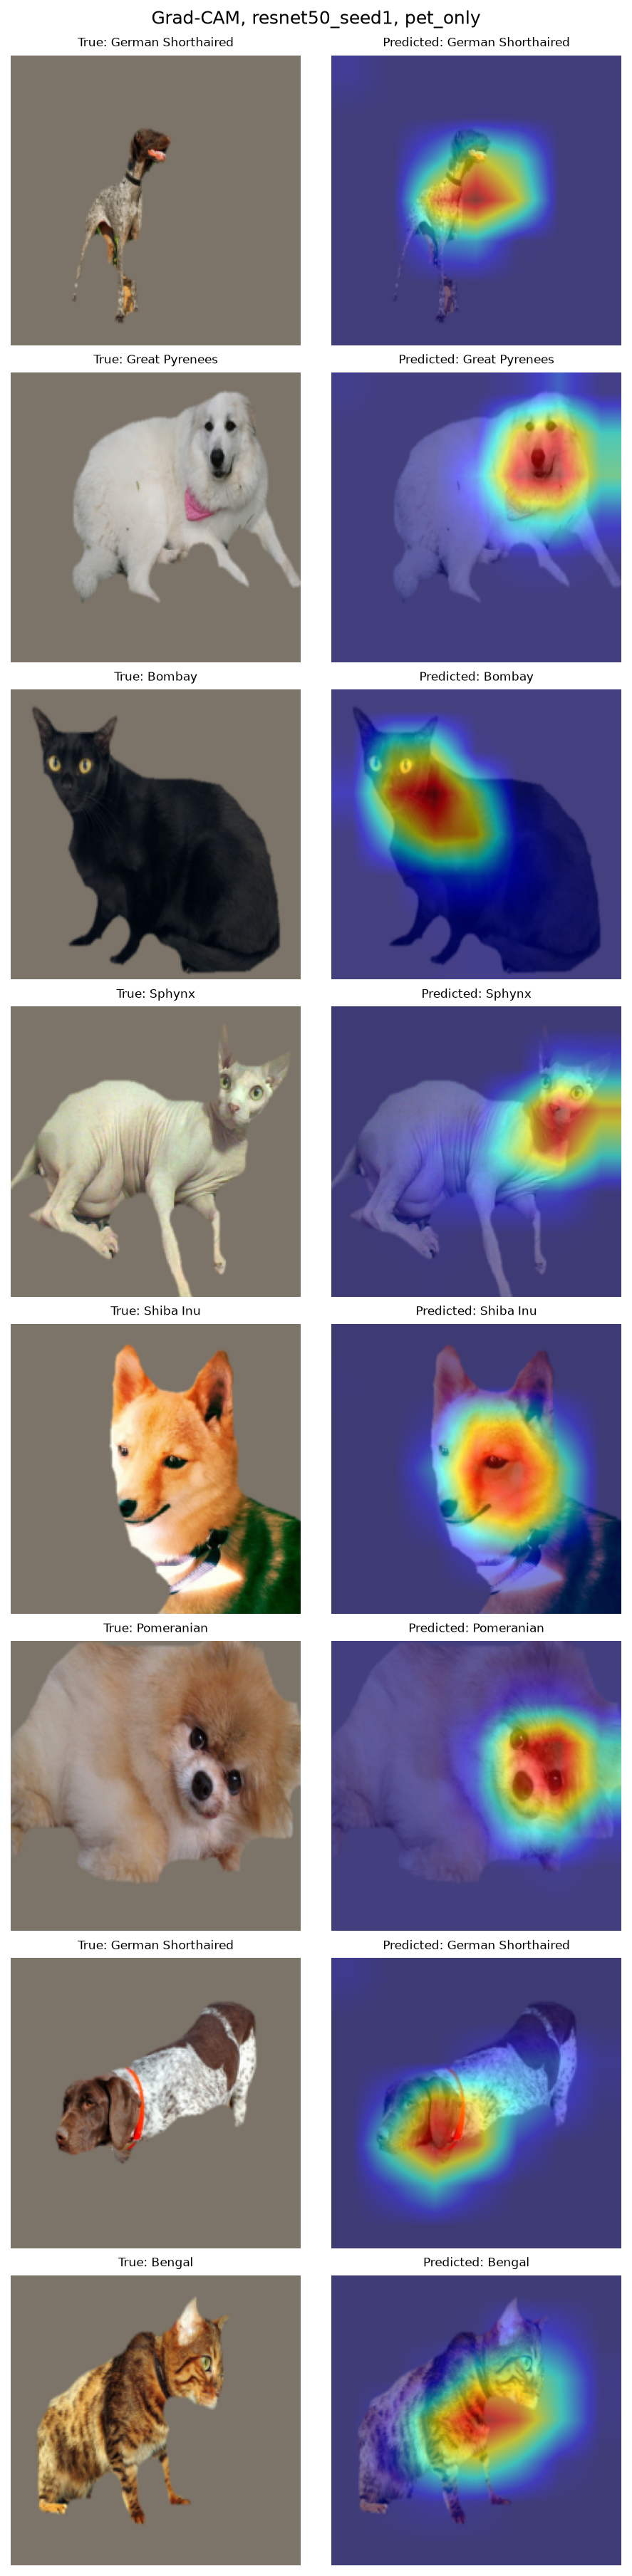 Grad-CAM, resnet50_seed1, pet_only
True: German Shorthaired
Predicted: German Shorthaired
True: Great Pyrenees
Predicted: Great Pyrenees
True: Bombay
Predicted: Bombay
True: Sphynx
Predicted: Sphynx
True: Shiba Inu
Predicted: Shiba Inu
True: Pomeranian
Predicted: Pomeranian
True: German Shorthaired
Predicted: German Shorthaired
True: Bengal
Predicted: Bengal